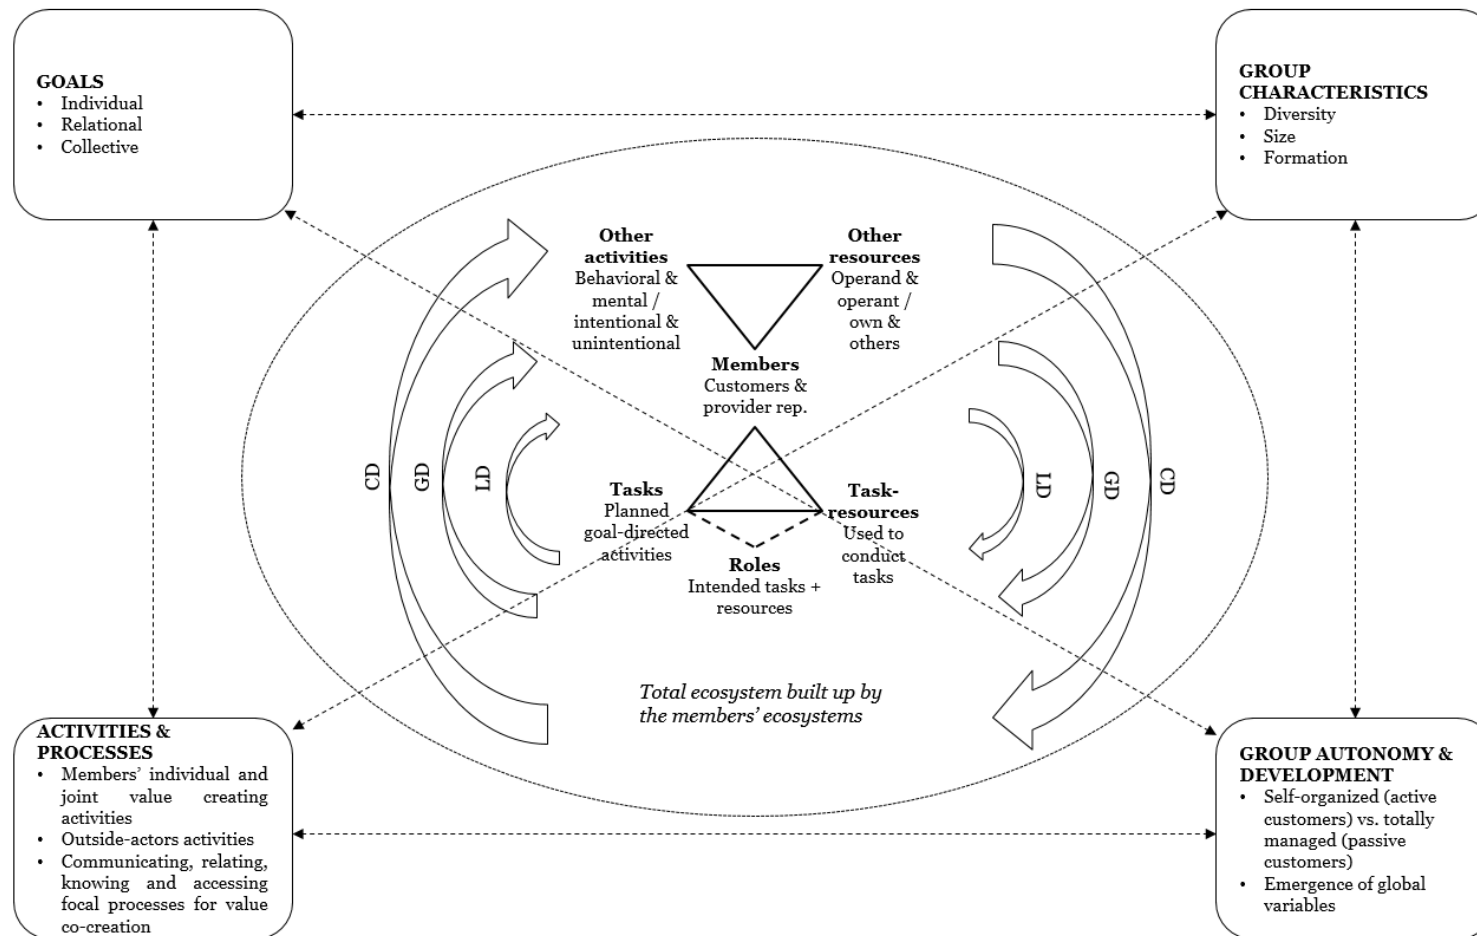 GOALS
• Individual
• Relational
• Collective
GROUP
CHARACTERISTICS
• Diversity
• Size
• Formation
Other
activities
Behavioral &
mental /
intentional &
unintentional
Other
resources
Operand &
operant /
own &
others
Members
Customers &
provider rep.
CD
GD
LD
LD
GD
CD
Tasks
Planned
goal-directed
activities
Task-
resources
Used to
conduct
tasks
Roles
Intended tasks +
resources
Total ecosystem built up by
the members’ ecosystems
ACTIVITIES &
PROCESSES
• Members’ individual and
joint value creating
activities
• Outside-actors activities
• Communicating, relating,
knowing and accessing
focal processes for value
co-creation
GROUP AUTONOMY &
DEVELOPMENT
• Self-organized (active
customers) vs. totally
managed (passive
customers)
• Emergence of global
variables